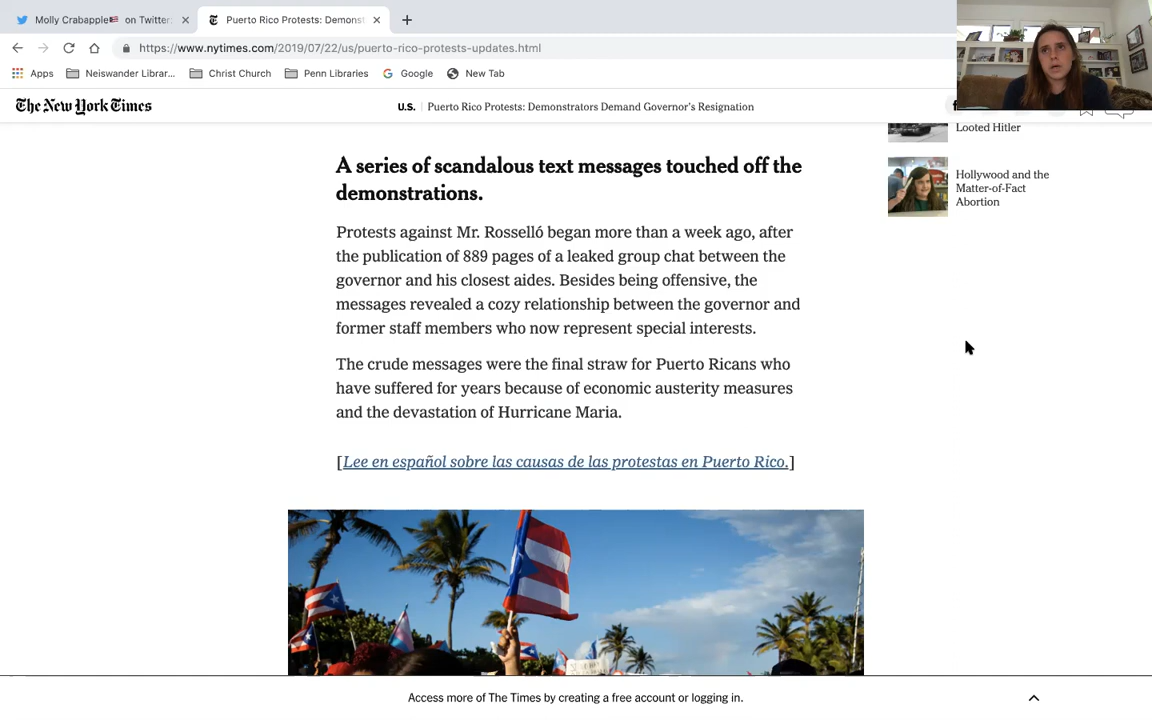 Molly Crabapple🇵🇷 on Twitter:
Puerto Rico Protests: Demonst
https://www.nytimes.com/2019/07/22/us/puerto-rico-protests-updates.html
Apps
Neiswander Librar...
Christ Church
Penn Libraries
Google
New Tab
The New York Times
U.S. | Puerto Rico Protests: Demonstrators Demand Governor's Resignation
Looted Hitler
Hollywood and the
Matter-of-Fact
Abortion
A series of scandalous text messages touched off the
demonstrations.
Protests against Mr. Rosselló began more than a week ago, after
the publication of 889 pages of a leaked group chat between the
governor and his closest aides. Besides being offensive, the
messages revealed a cozy relationship between the governor and
former staff members who now represent special interests.
The crude messages were the final straw for Puerto Ricans who
have suffered for years because of economic austerity measures
and the devastation of Hurricane Maria.
[Lee en español sobre las causas de las protestas en Puerto Rico.]
Access more of The Times by creating a free account or logging in.